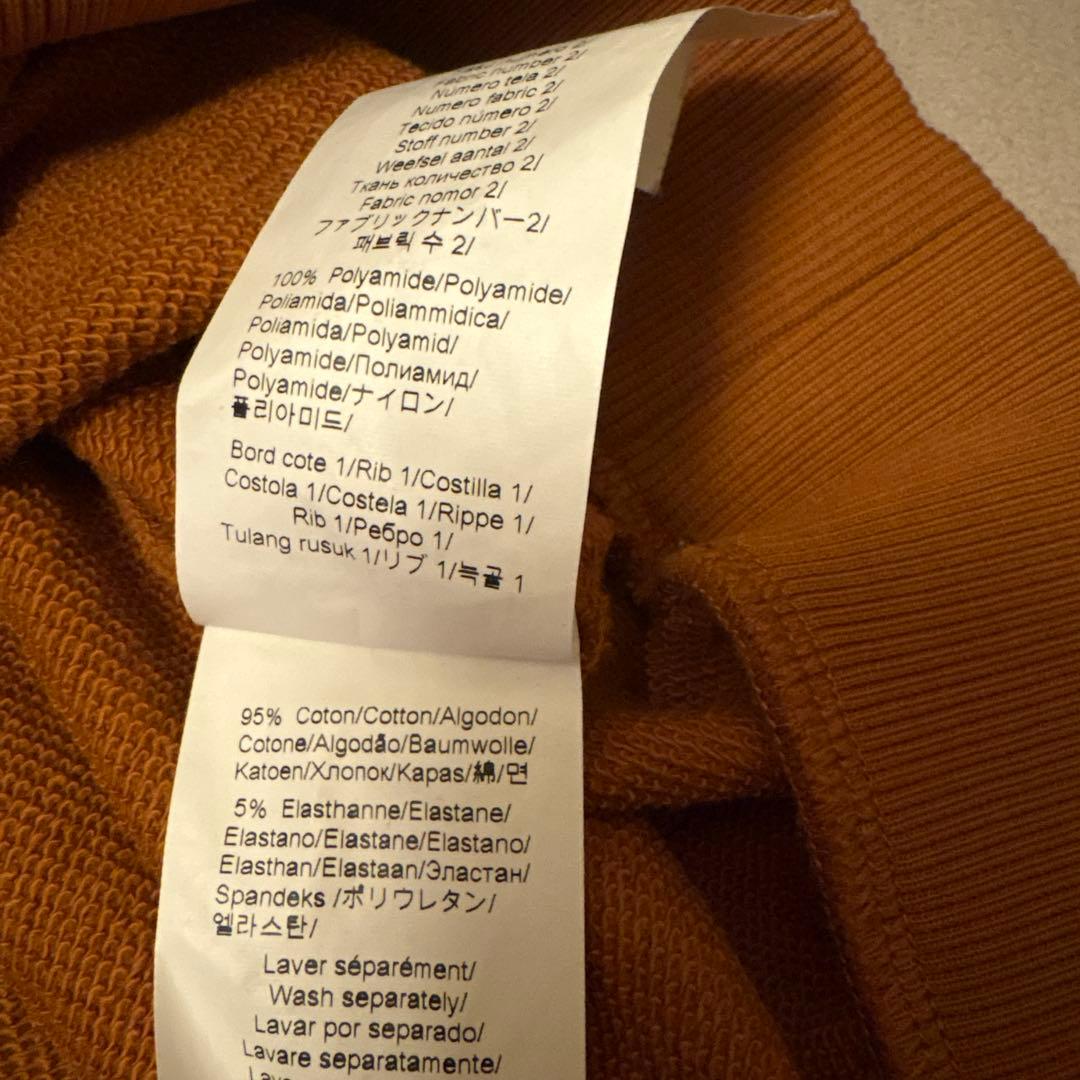 Fabric number 2/
Número tela 2/
Numero fabric 2/
Tecido número 2/
Stoff number 2/
Weefsel aantal 2/
Ткань количество 2/
Fabric nomor 2/
ファブリックナンバー2/
패브릭 수 2/
100% Polyamide/Polyamide/
Poliamida/Poliammidica/
Poliamida/Polyamid/
Polyamide/Полиамид/
Polyamide/ナイロン/
폴리아미드/
Bord cote 1/Rib 1/Costilla 1/
Costola 1/Costela 1/Rippe 1/
Rib 1/Ребро 1/
Tulang rusuk 1/リブ 1/늑골 1
95% Coton/Cotton/Algodon/
Cotone/Algodão/Baumwolle/
Katoen/Хлопок/Kapas/綿/면
5% Elasthanne/Elastane/
Elastano/Elastane/Elastano/
Elasthan/Elastaan/Эластан/
Spandeks /ポリウレタン/
엘라스탄/
Laver séparément/
Wash separately/
Lavar por separado/
Lavare separatamente/